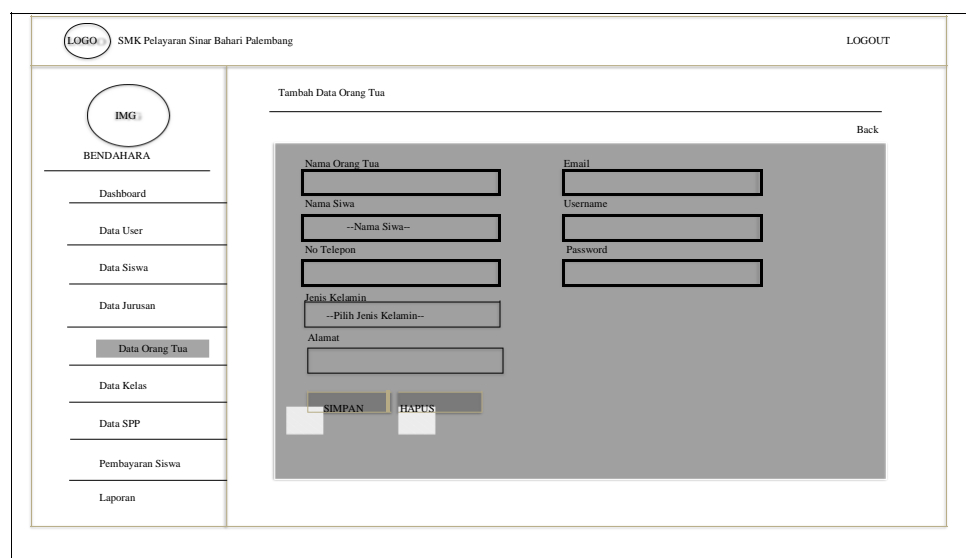 LOGO SMK Pelayaran Sinar Bahari Palembang LOGOUT
IMG
BENDAHARA
Dashboard
Data User
Data Siswa
Data Jurusan
Data Orang Tua
Data Kelas
Data SPP
Pembayaran Siswa
Laporan
Tambah Data Orang Tua
Back
Nama Orang Tua
Nama Siwa
--Nama Siwa--
No Telepon
Jenis Kelamin
--Pilih Jenis Kelamin--
Alamat
Email
Username
Password
SIMPAN HAPUS